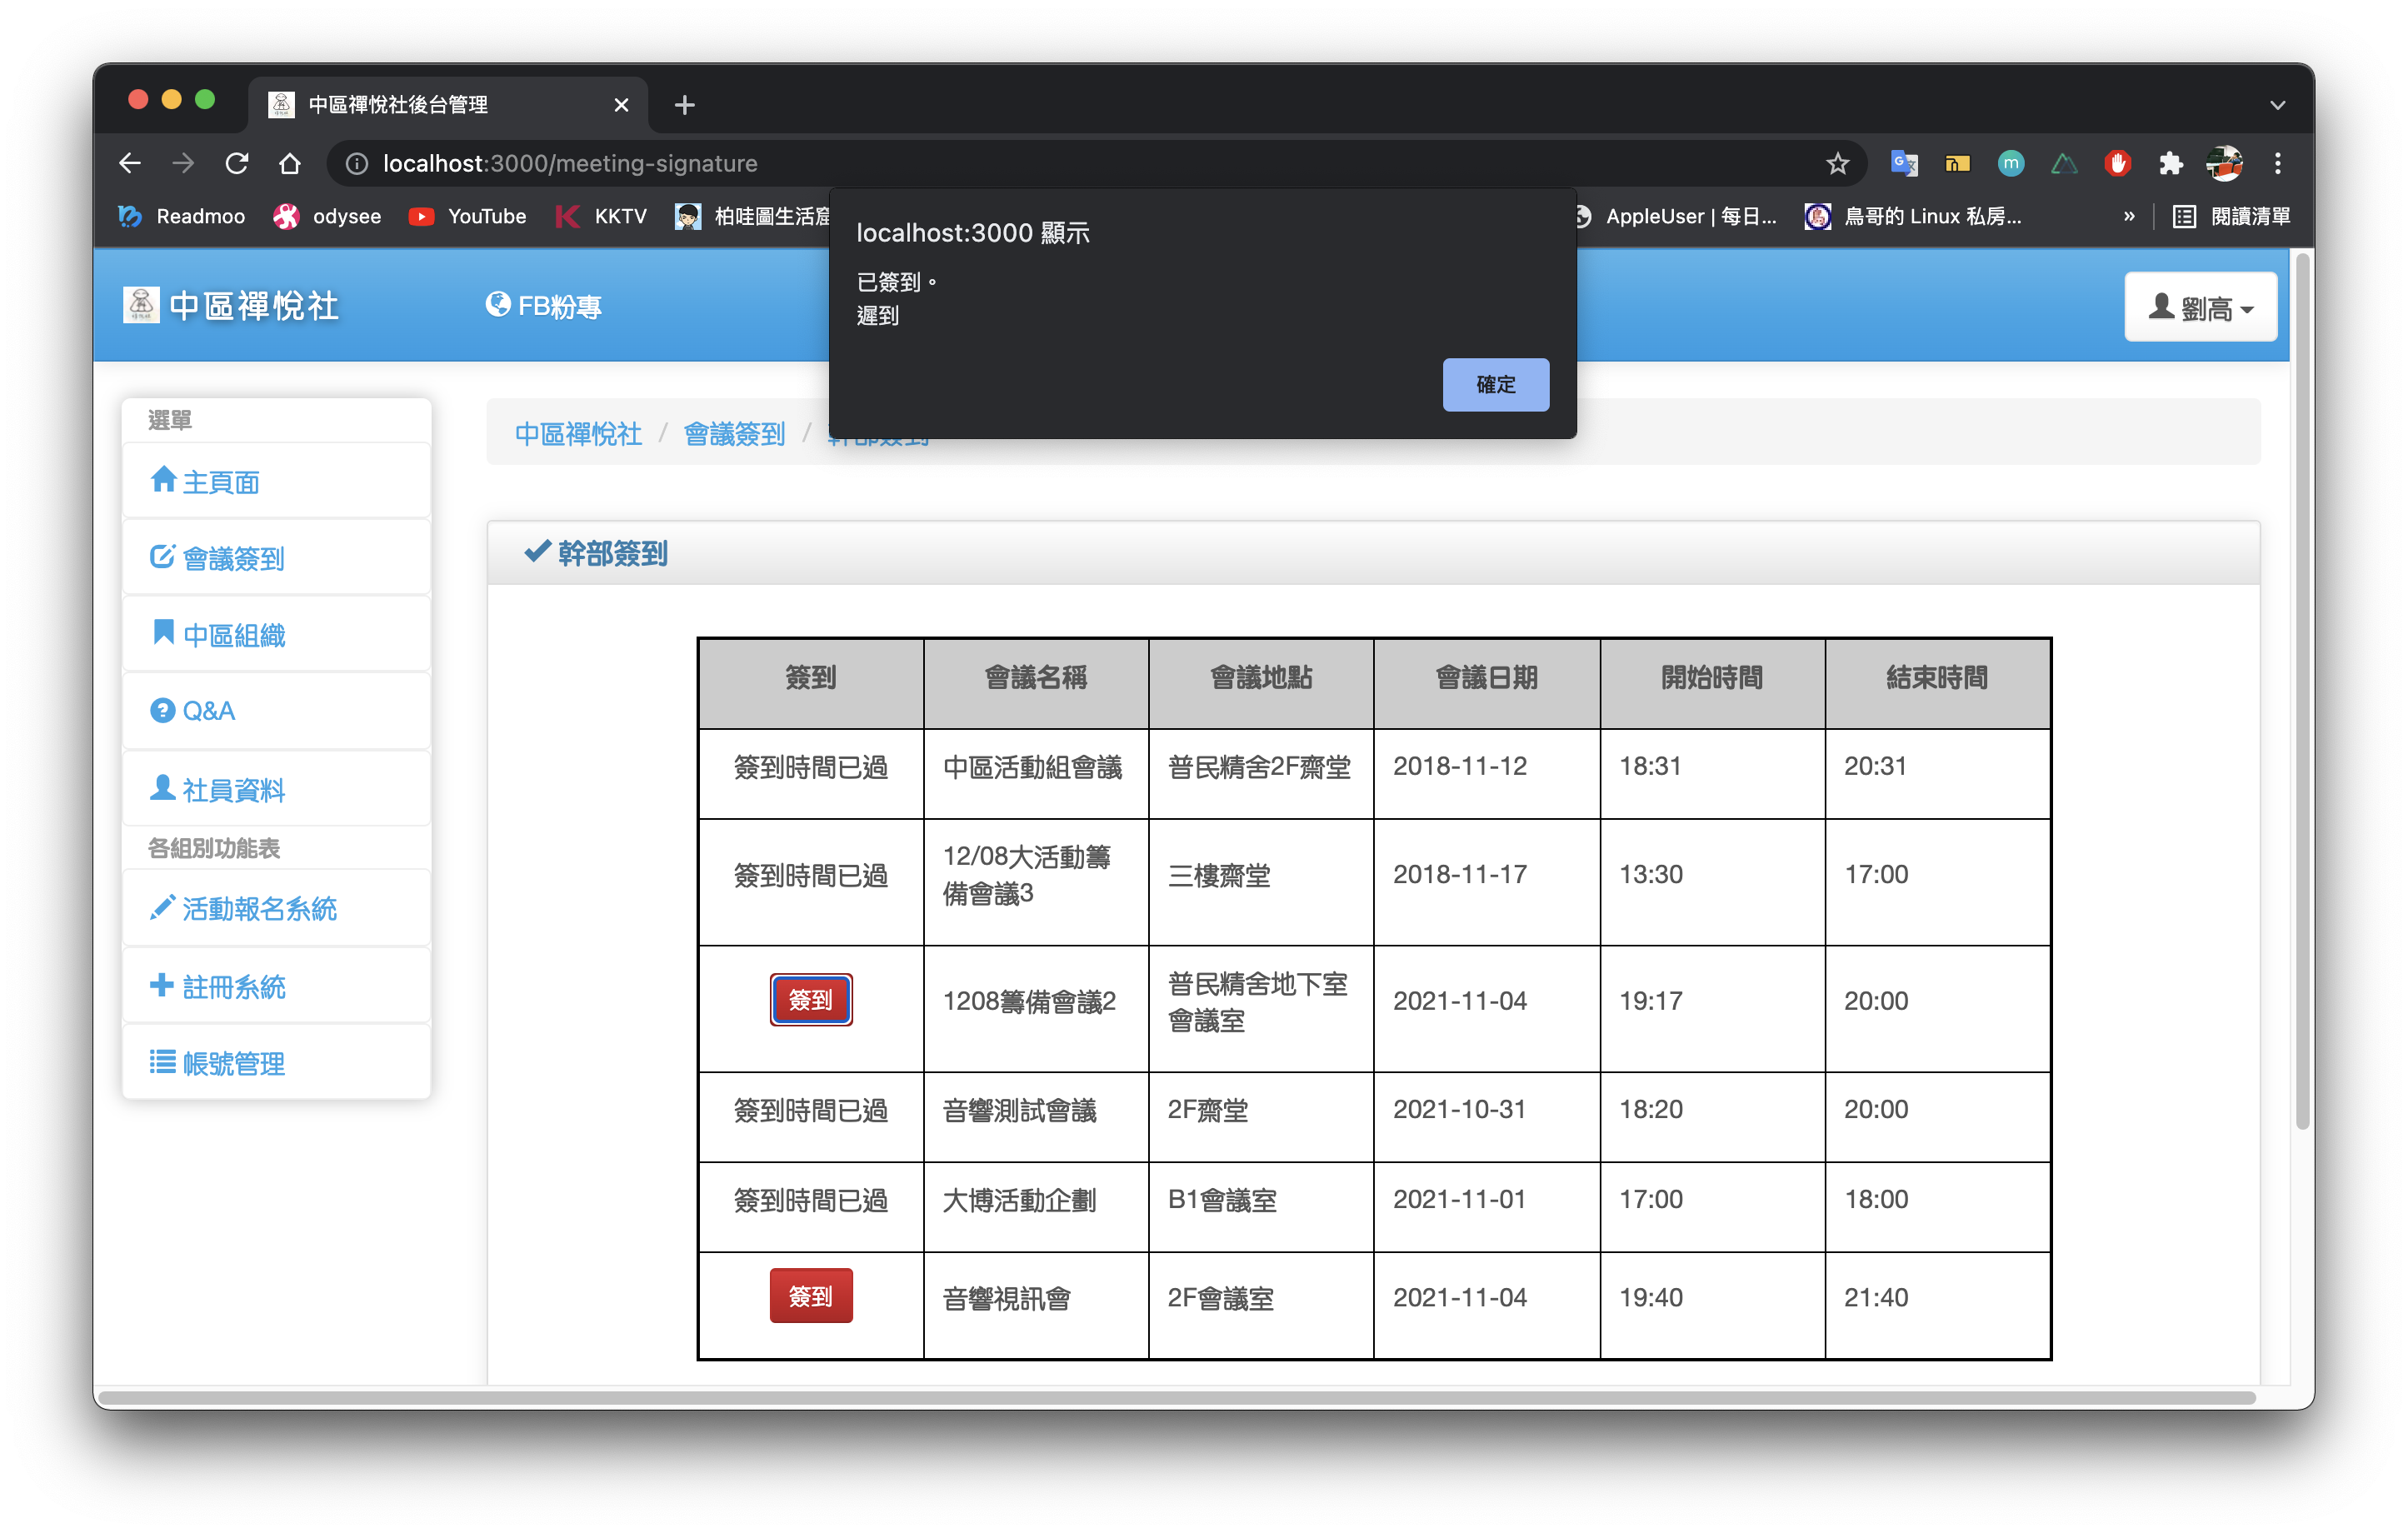 中區禪悅社後台管理
localhost:3000/meeting-signature
Readmoo
odysee
YouTube
KKTV
柏哇圖生活窩
AppleUser | 每日...
鳥哥的 Linux 私房...
»
閱讀清單
localhost:3000 顯示
已簽到。
遲到
確定
中區禪悅社
FB粉專
劉高
選單
主頁面
會議簽到
中區組織
Q&A
社員資料
各組別功能表
活動報名系統
註冊系統
帳號管理
中區禪悅社 / 會議簽到 / 幹部簽到
幹部簽到
簽到 會議名稱 會議地點 會議日期 開始時間 結束時間
簽到時間已過 中區活動組會議 普民精舍2F齋堂 2018-11-12 18:31 20:31
簽到時間已過 12/08大活動籌
備會議3 三樓齋堂 2018-11-17 13:30 17:00
簽到 1208籌備會議2 普民精舍地下室
會議室 2021-11-04 19:17 20:00
簽到時間已過 音響測試會議 2F齋堂 2021-10-31 18:20 20:00
簽到時間已過 大博活動企劃 B1會議室 2021-11-01 17:00 18:00
簽到 音響視訊會 2F會議室 2021-11-04 19:40 21:40